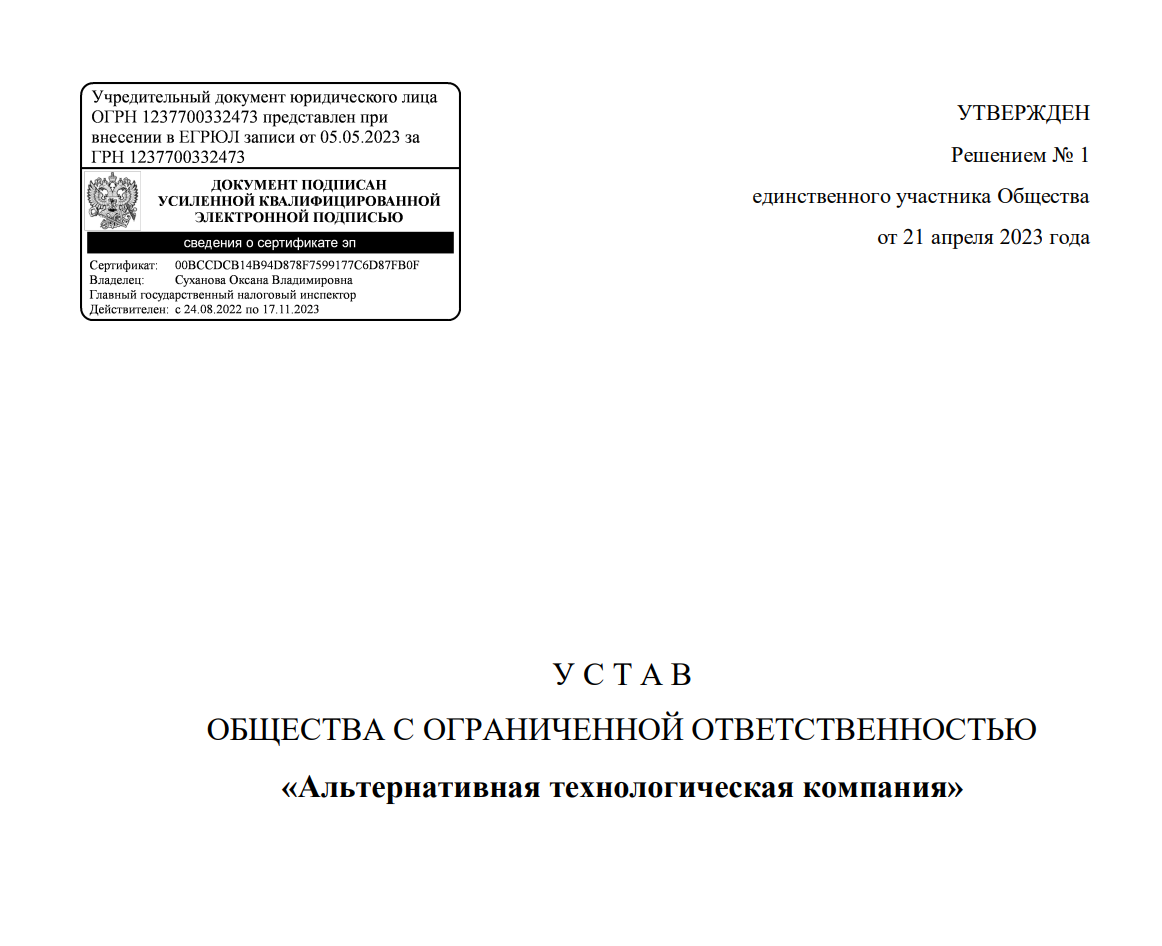 Учредительный документ юридического лица
ОГРН 1237700332473 представлен при
внесении в ЕГРЮЛ записи от 05.05.2023 за
ГРН 1237700332473
ДОКУМЕНТ ПОДПИСАН
УСИЛЕННОЙ КВАЛИФИЦИРОВАННОЙ
ЭЛЕКТРОННОЙ ПОДПИСЬЮ
сведения о сертификате эп
Сертификат: 00BCCDCB14B94D878F7599177C6D87FB0F
Владелец: Суханова Оксана Владимировна
Главный государственный налоговый инспектор
Действителен: с 24.08.2022 по 17.11.2023
УТВЕРЖДЕН
Решением № 1
единственного участника Общества
от 21 апреля 2023 года
У С Т А В
ОБЩЕСТВА С ОГРАНИЧЕННОЙ ОТВЕТСТВЕННОСТЬЮ
«Альтернативная технологическая компания»